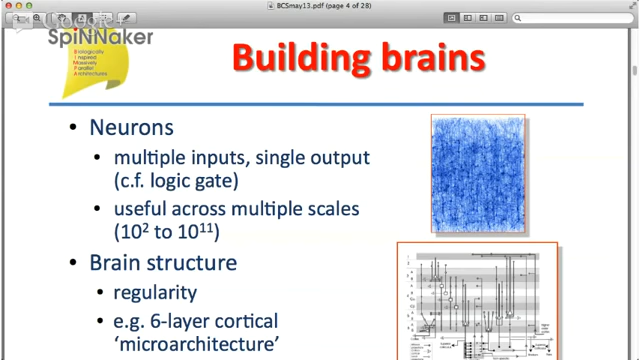 BCSmay13.pdf (page 4 of 28)
Google+
SpiNNaker
Biologically
Inspired
Massively
Parallel
Architectures
Building brains
• Neurons
• multiple inputs, single output
(c.f. logic gate)
• useful across multiple scales
(10² to 10¹¹)
• Brain structure
• regularity
• e.g. 6-layer cortical
‘microarchitecture’